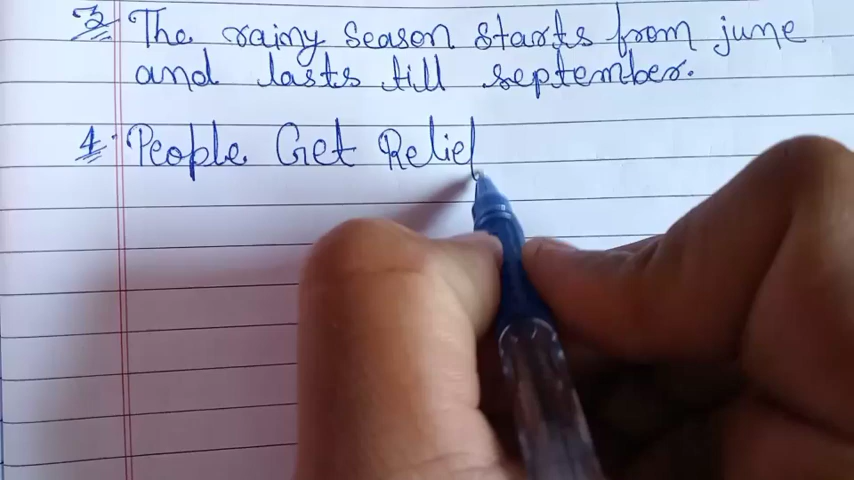 3 The rainy season starts from june
and lasts till september.
4. People Get Relief